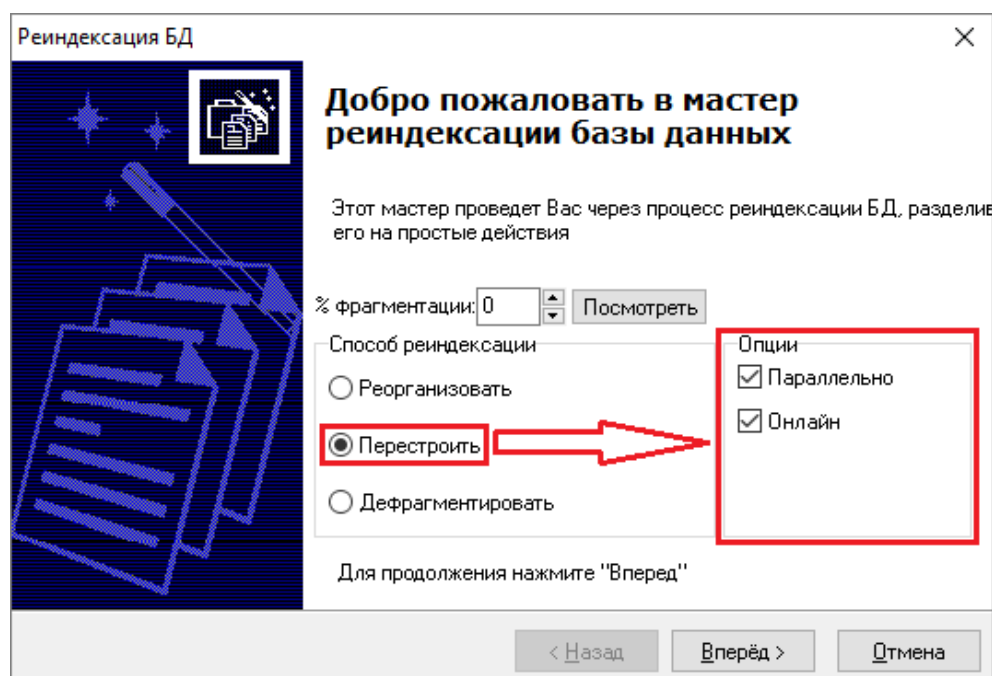 Реиндексация БД
Добро пожаловать в мастер
реиндексации базы данных
Этот мастер проведет Вас через процесс реиндексации БД, разделив
его на простые действия
% фрагментации: 0 Посмотреть
Способ реиндексации
Реорганизовать
Перестроить
Дефрагментировать
Опции
Параллельно
Онлайн
Для продолжения нажмите "Вперед"
< Назад Вперёд > Отмена